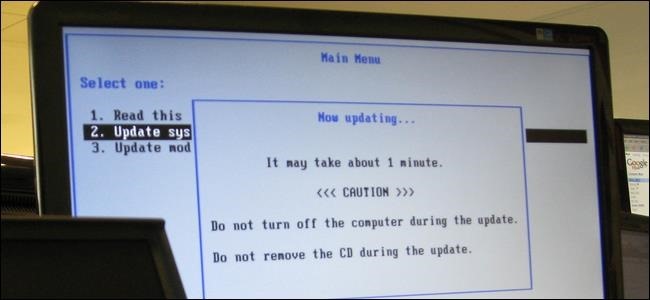 Main Menu
Select one:
1. Read this
2. Update sys
3. Update mod
Now updating...
It may take about 1 minute.
<<< CAUTION >>>
Do not turn off the computer during the update.
Do not remove the CD during the update.
Google